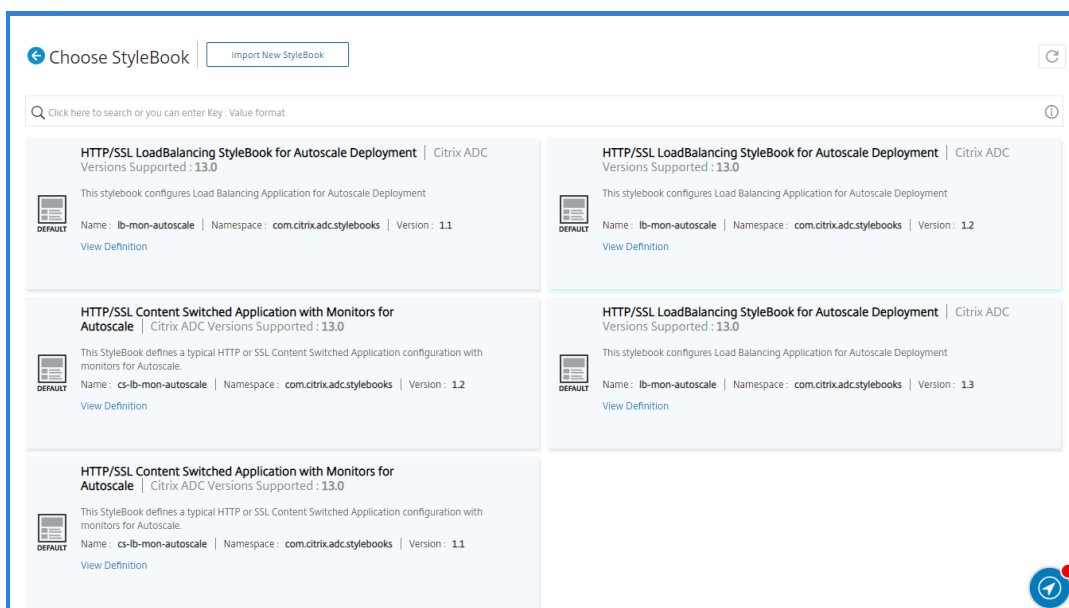 Choose StyleBook
Import New StyleBook
Click here to search or you can enter Key : Value format
HTTP/SSL LoadBalancing StyleBook for Autoscale Deployment | Citrix ADC
Versions Supported : 13.0
This stylebook configures Load Balancing Application for Autoscale Deployment
DEFAULT
Name : lb-mon-autoscale | Namespace : com.citrix.adc.stylebooks | Version : 1.1
View Definition
HTTP/SSL LoadBalancing StyleBook for Autoscale Deployment | Citrix ADC
Versions Supported : 13.0
This stylebook configures Load Balancing Application for Autoscale Deployment
DEFAULT
Name : lb-mon-autoscale | Namespace : com.citrix.adc.stylebooks | Version : 1.2
View Definition
HTTP/SSL Content Switched Application with Monitors for
Autoscale | Citrix ADC Versions Supported : 13.0
This StyleBook defines a typical HTTP or SSL Content Switched Application configuration with
monitors for Autoscale.
DEFAULT
Name : cs-lb-mon-autoscale | Namespace : com.citrix.adc.stylebooks | Version : 1.2
View Definition
HTTP/SSL LoadBalancing StyleBook for Autoscale Deployment | Citrix ADC
Versions Supported : 13.0
This stylebook configures Load Balancing Application for Autoscale Deployment
DEFAULT
Name : lb-mon-autoscale | Namespace : com.citrix.adc.stylebooks | Version : 1.3
View Definition
HTTP/SSL Content Switched Application with Monitors for
Autoscale | Citrix ADC Versions Supported : 13.0
This StyleBook defines a typical HTTP or SSL Content Switched Application configuration with
monitors for Autoscale.
DEFAULT
Name : cs-lb-mon-autoscale | Namespace : com.citrix.adc.stylebooks | Version : 1.1
View Definition